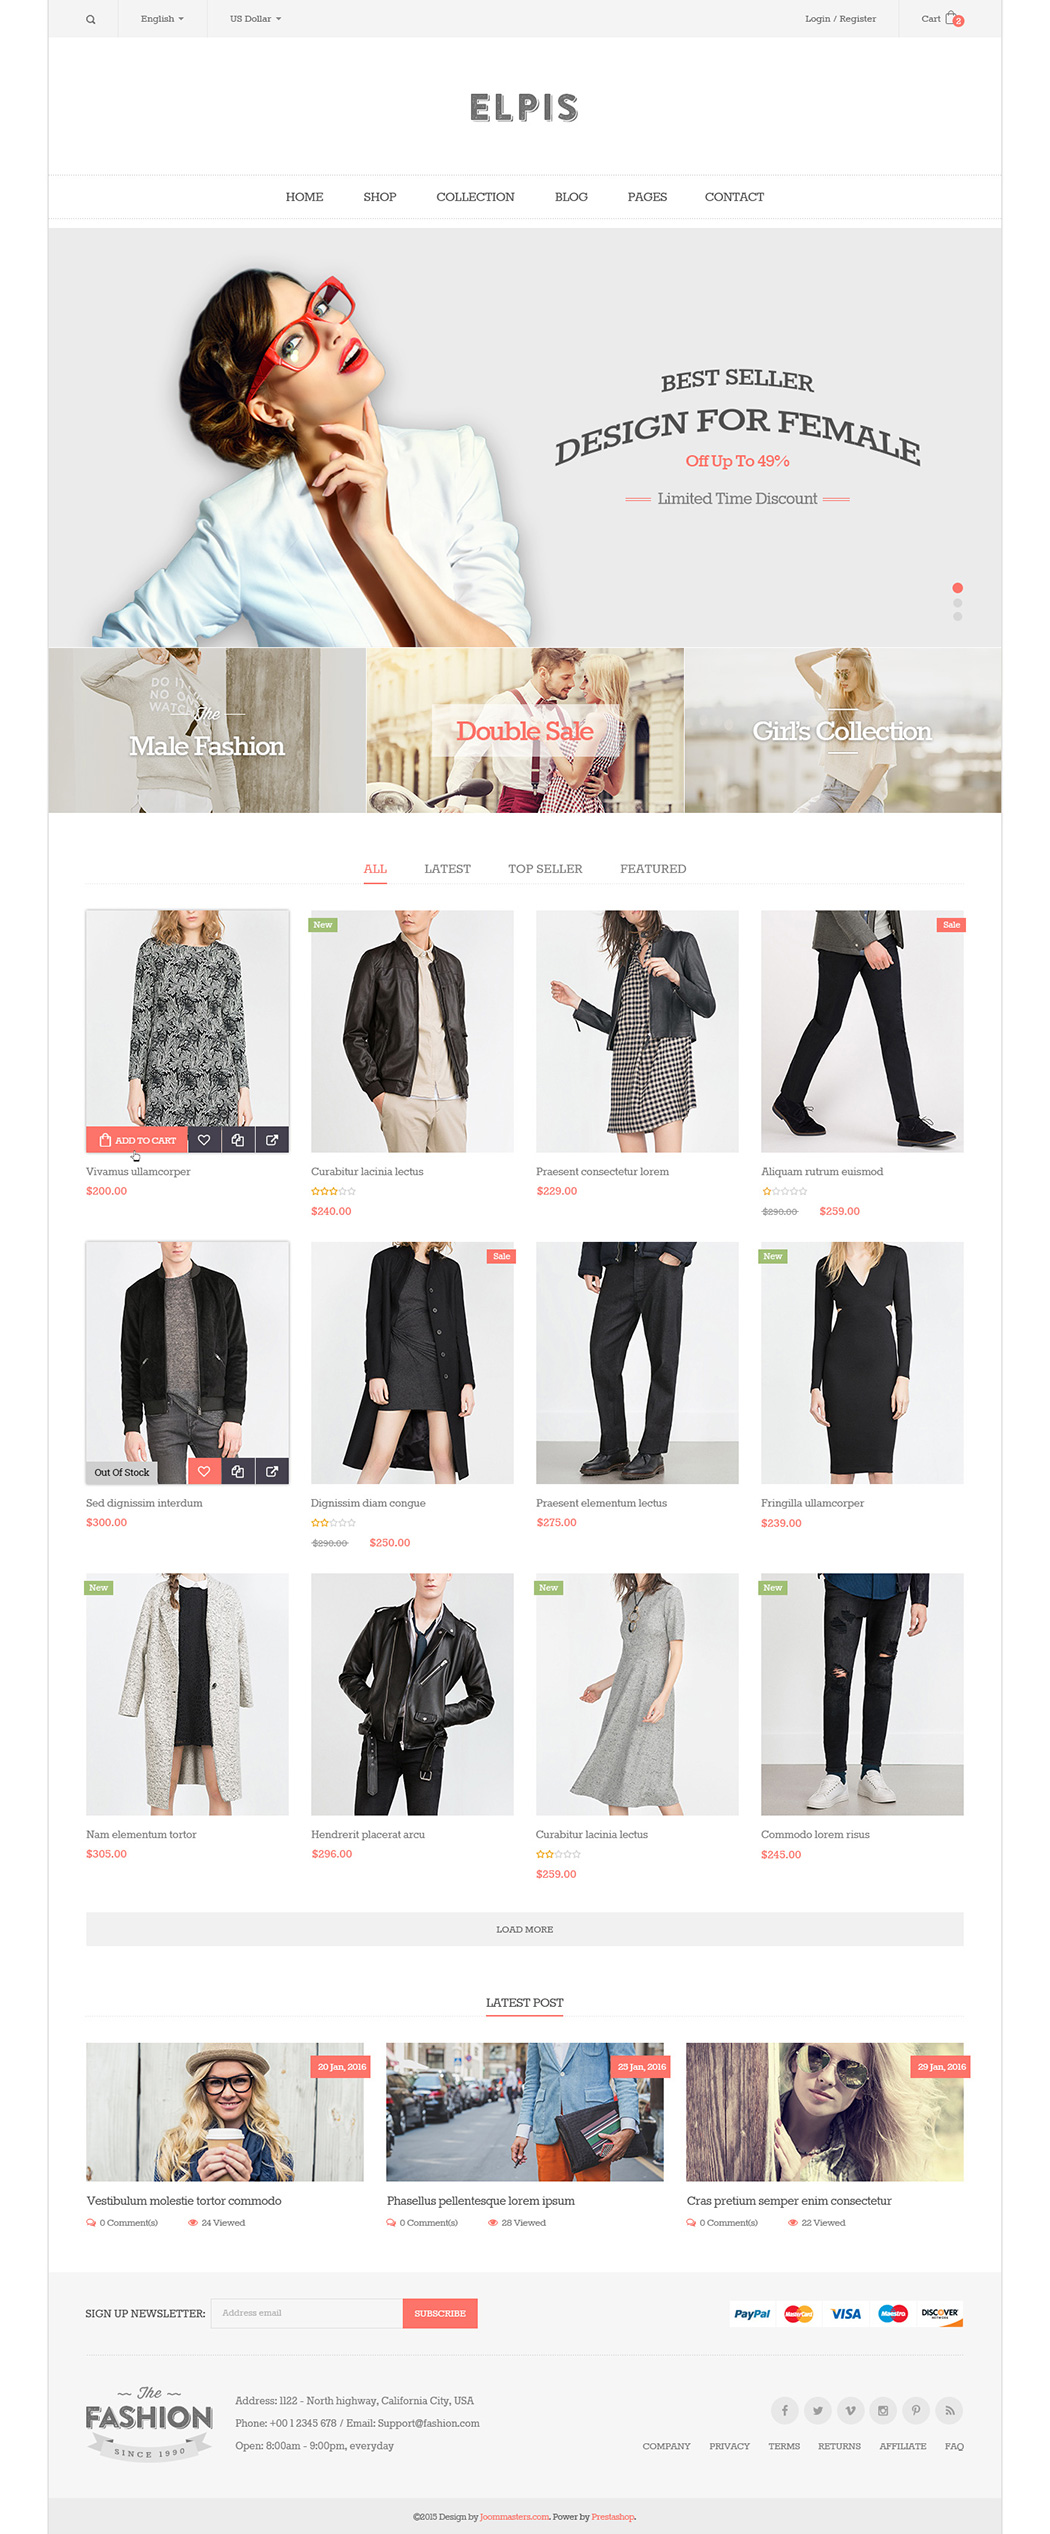 English
US Dollar
Login / Register
Cart
2
ELPIS
HOME
SHOP
COLLECTION
BLOG
PAGES
CONTACT
BEST SELLER
DESIGN FOR FEMALE
Off Up To 49%
Limited Time Discount
DO IT
NO
WATCH
The
Male Fashion
Double Sale
Girl's Collection
ALL
LATEST
TOP SELLER
FEATURED
New
Sale
ADD TO CART
Vivamus ullamcorper
$200.00
Curabitur lacinia lectus
$240.00
Praesent consectetur lorem
$229.00
Aliquam rutrum euismod
$290.00 $259.00
Sale
New
Out Of Stock
Sed dignissim interdum
$300.00
Dignissim diam congue
$290.00 $250.00
Praesent elementum lectus
$275.00
Fringilla ullamcorper
$239.00
New
New
New
Nam elementum tortor
$305.00
Hendrerit placerat arcu
$296.00
Curabitur lacinia lectus
$259.00
Commodo lorem risus
$245.00
LOAD MORE
LATEST POST
20 Jan, 2016
25 Jan, 2016
29 Jan, 2016
Vestibulum molestie tortor commodo
0 Comment(s) 24 Viewed
Phasellus pellentesque lorem ipsum
0 Comment(s) 28 Viewed
Cras pretium semper enim consectetur
0 Comment(s) 22 Viewed
SIGN UP NEWSLETTER:
Address email
SUBSCRIBE
PayPal
MasterCard
VISA
Maestro
DISCOVER
NETWORK
The
FASHION
SINCE 1990
Address: 1122 - North highway, California City, USA
Phone: +00 1 2345 678 / Email: Support@fashion.com
Open: 8:00am - 9:00pm, everyday
COMPANY
PRIVACY
TERMS
RETURNS
AFFILIATE
FAQ
©2015 Design by Joommasters.com. Power by Prestashop.